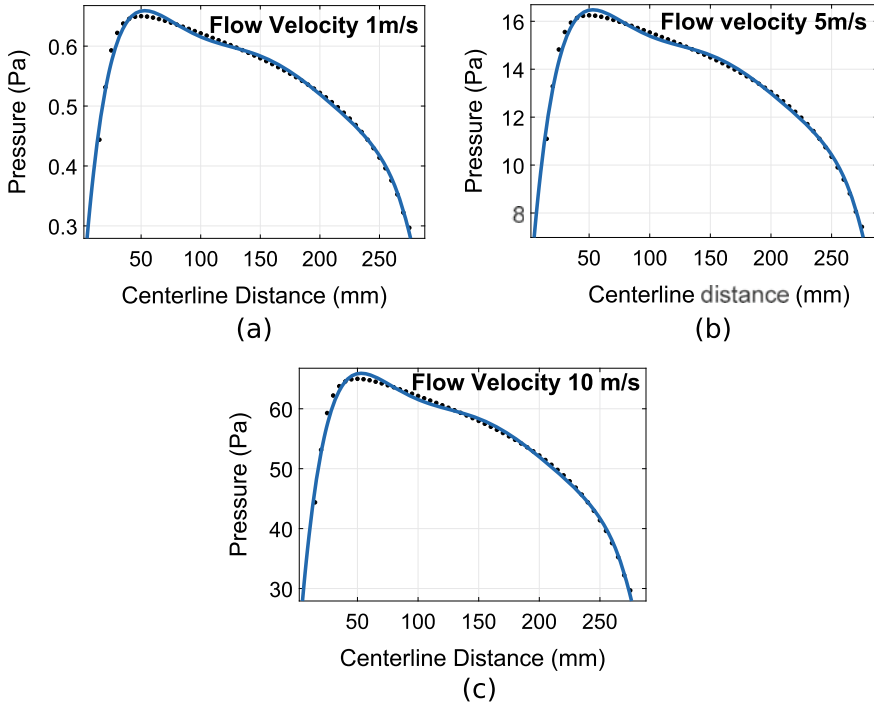 Flow Velocity 1m/s
Pressure (Pa)
0.6
0.5
0.4
0.3
50 100 150 200 250
Centerline Distance (mm)
(a)
Flow velocity 5m/s
Pressure (Pa)
16
14
12
10
8
50 100 150 200 250
Centerline distance (mm)
(b)
Flow Velocity 10 m/s
Pressure (Pa)
60
50
40
30
50 100 150 200 250
Centerline Distance (mm)
(c)